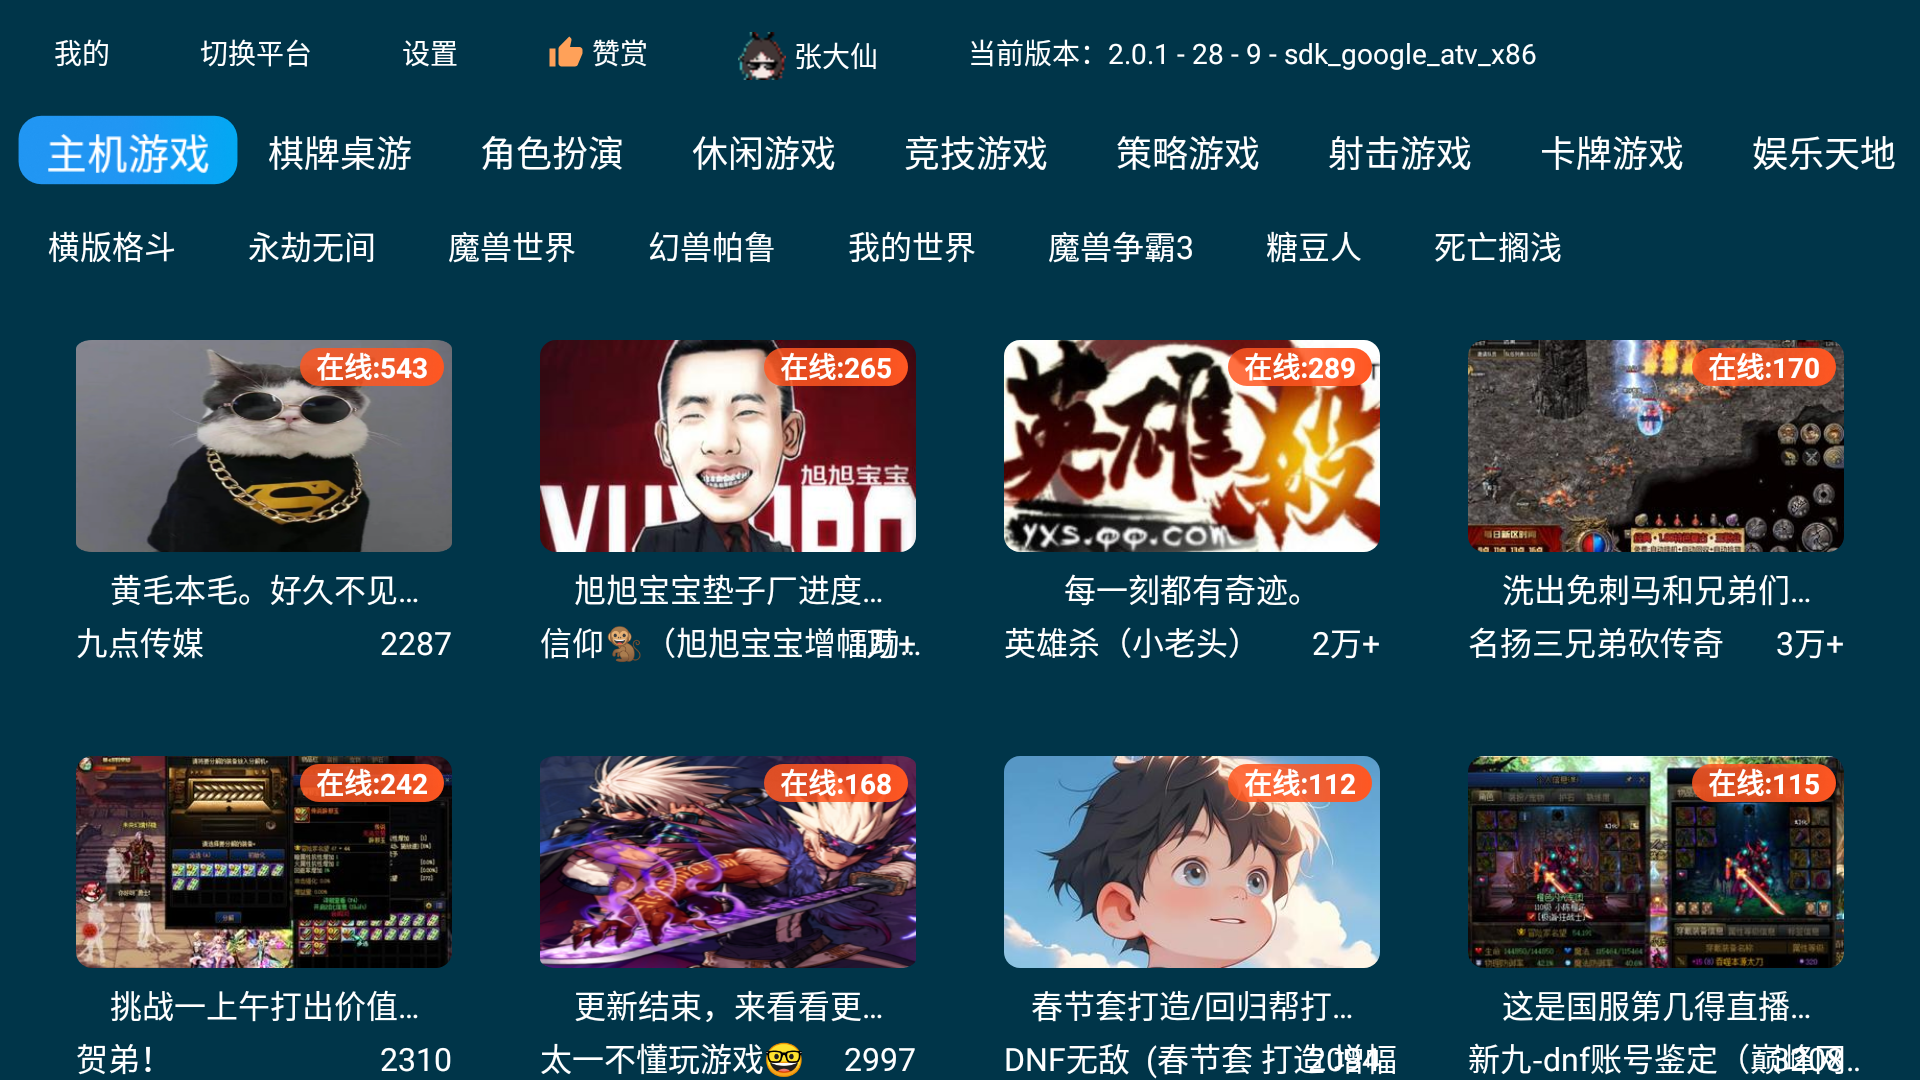 我的 切换平台 设置 赞赏 张大仙 当前版本：2.0.1 - 28 - 9 - sdk_google_atv_x86
主机游戏 棋牌桌游 角色扮演 休闲游戏 竞技游戏 策略游戏 射击游戏 卡牌游戏 娱乐天地
横版格斗 永劫无间 魔兽世界 幻兽帕鲁 我的世界 魔兽争霸3 糖豆人 死亡搁浅
在线:543 在线:265 在线:289 在线:170
旭旭宝宝
英雄殺
yxs.qq.com
每日新区时间
黄毛本毛。好久不见... 旭旭宝宝垫子厂进度... 每一刻都有奇迹。 洗出免刺马和兄弟们...
九点传媒 2287 信仰🐒（旭旭宝宝增幅 英雄杀（小老头） 2万+ 名扬三兄弟砍传奇 3万+
在线:242 在线:168 在线:112 在线:115
挑战一上午打出价值... 更新结束，来看看更... 春节套打造/回归帮打... 这是国服第几得直播...
贺弟！ 2310 太一不懂玩游戏🤓 2997 DNF无敌（春节套 打造 增幅 2094 新九-dnf账号鉴定（巅峰网.. 3208